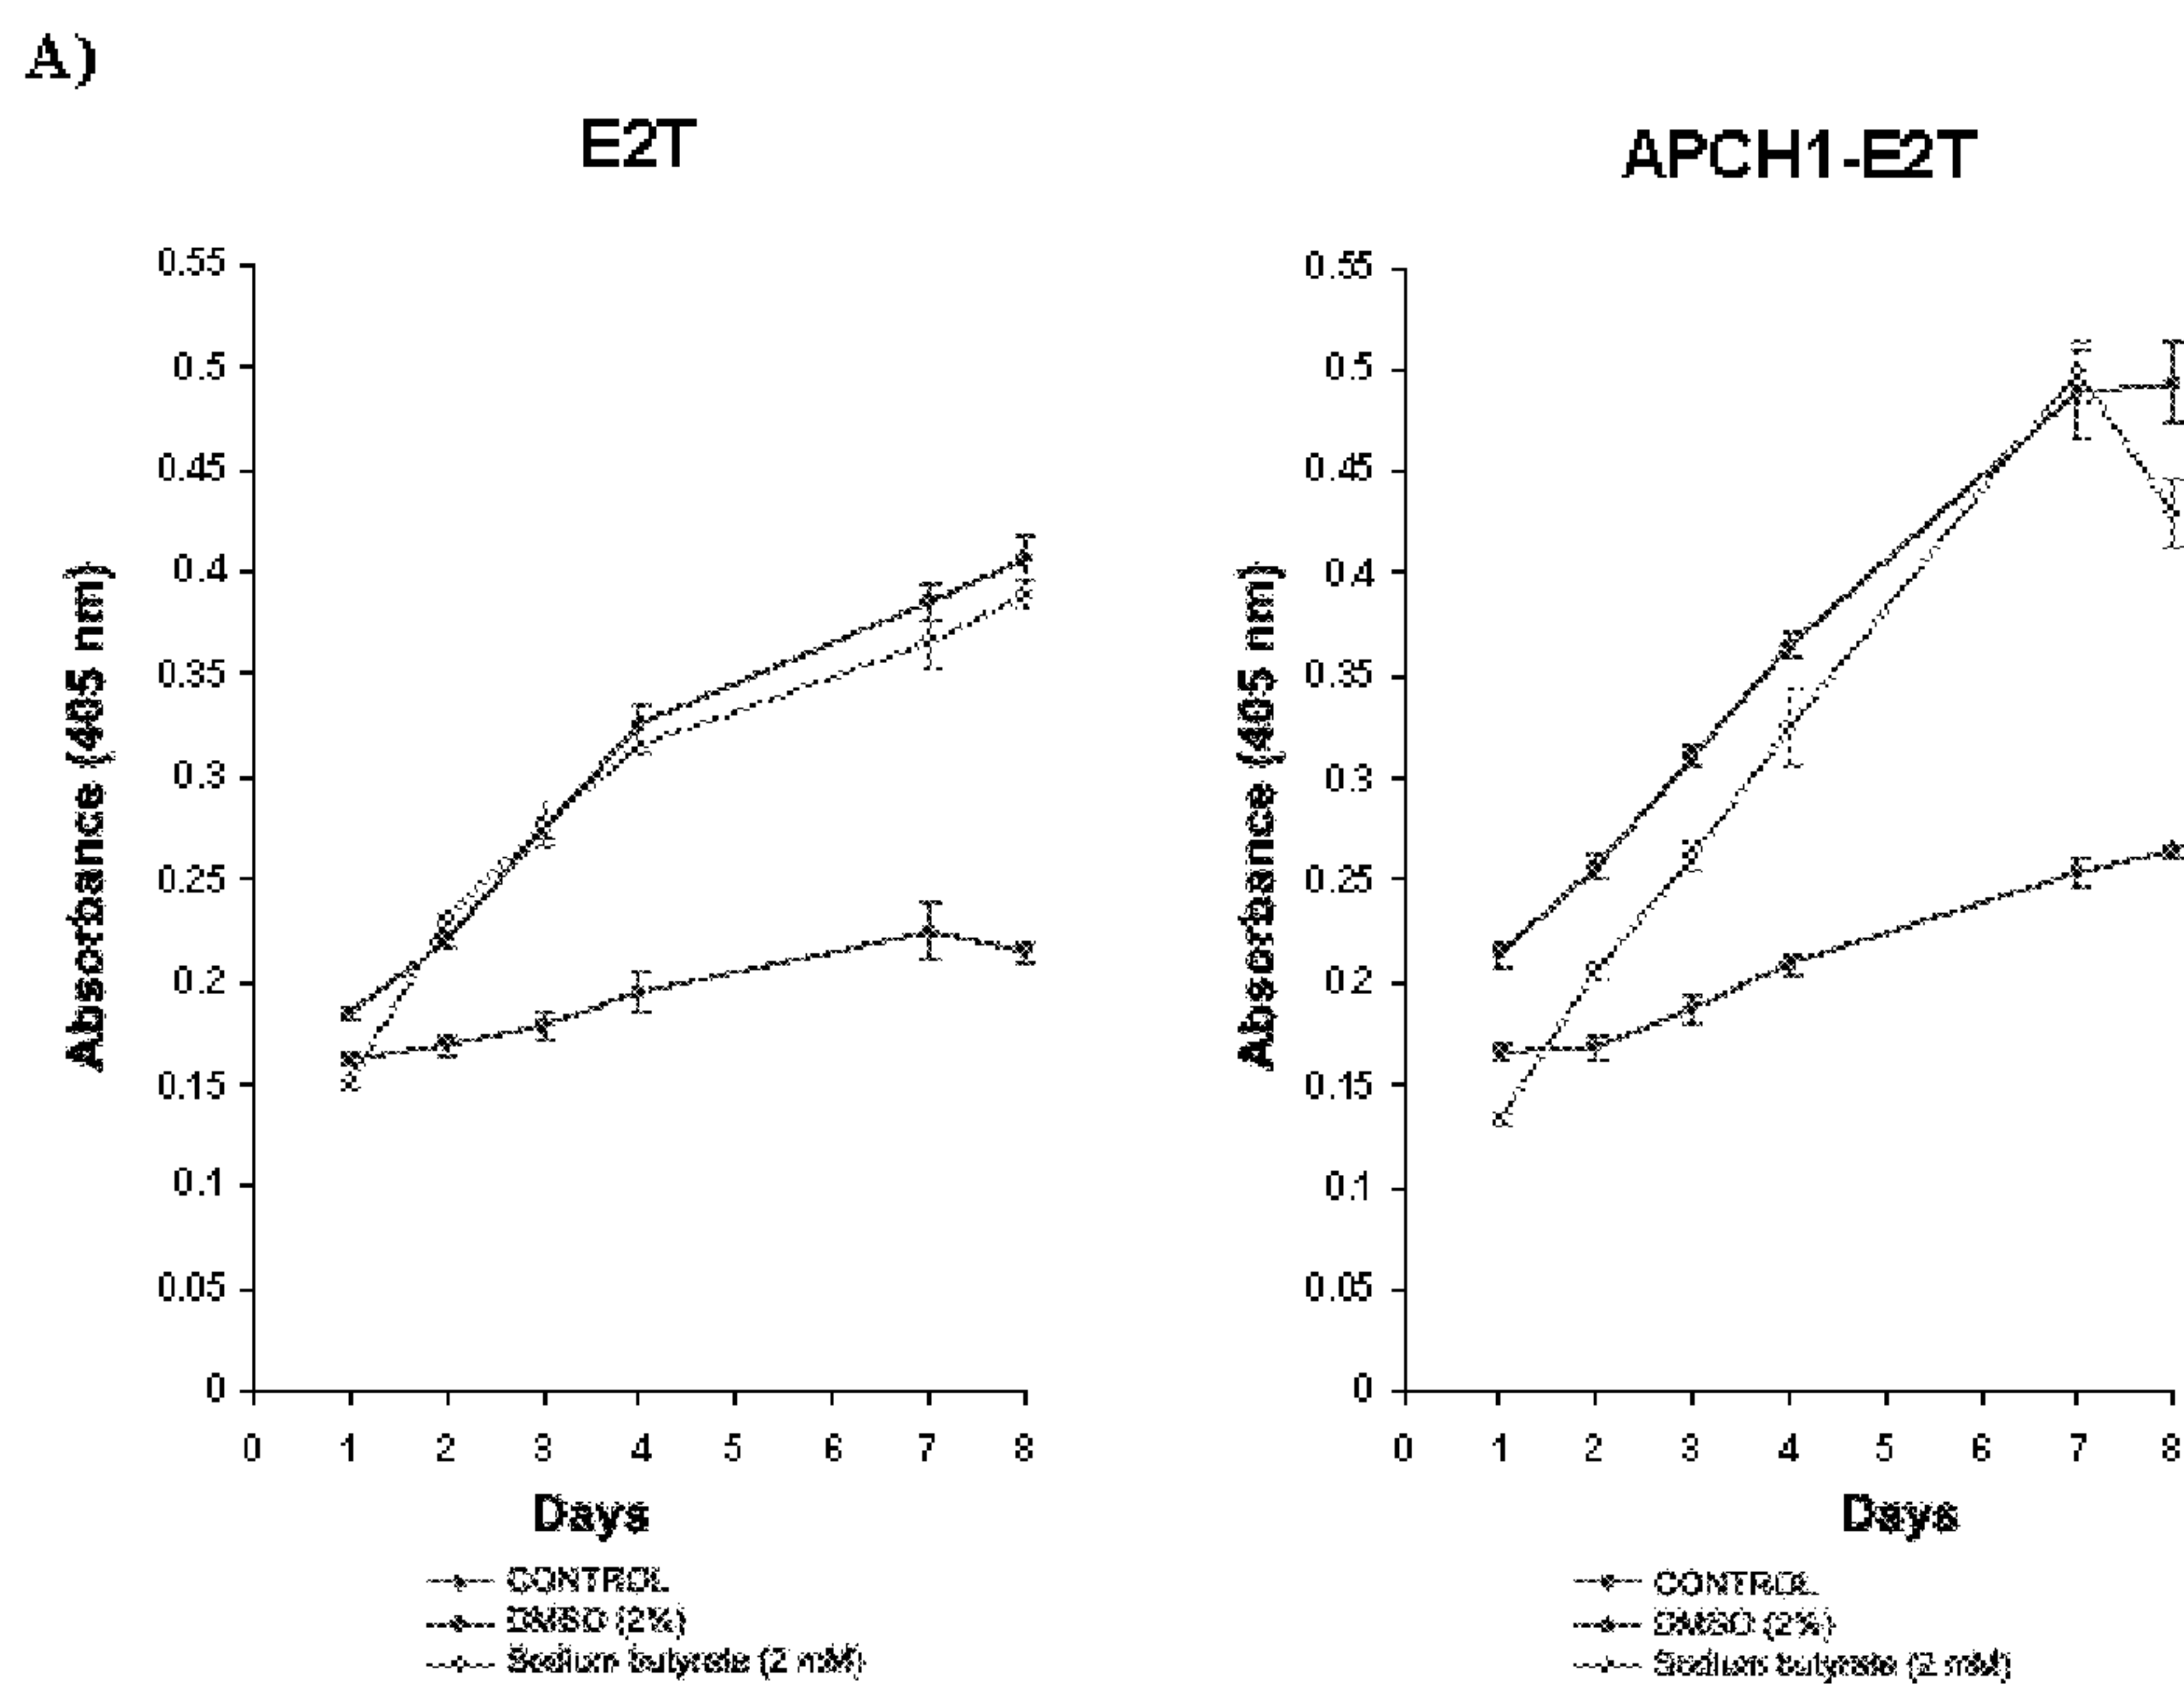 A)
E2T
0.55
0.5
0.45
0.4
0.35
0.3
0.25
0.2
0.15
0.1
0.05
0
Absorbance (405 nm)
0 1 2 3 4 5 6 7 8
Days
CONTROL
DMSO (2%)
Sodium butyrate (2 mM)
APCH1-E2T
0.55
0.5
0.45
0.4
0.35
0.3
0.25
0.2
0.15
0.1
0.05
0
Absorbance (405 nm)
0 1 2 3 4 5 6 7 8
Days
CONTROL
DMSO (2%)
Sodium butyrate (2 mM)